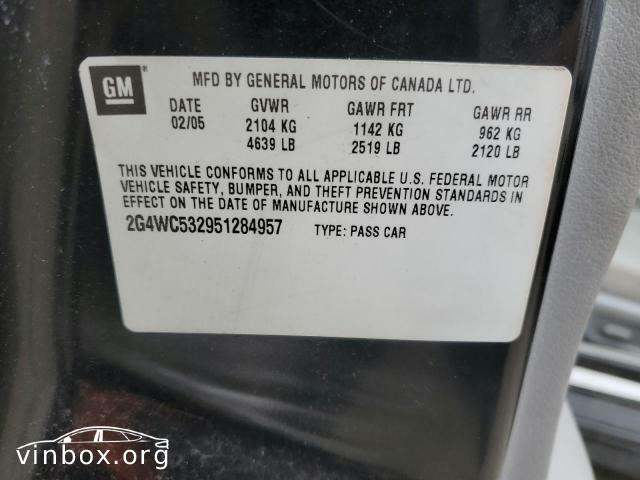 GM
MFD BY GENERAL MOTORS OF CANADA LTD.
DATE GVWR GAWR FRT GAWR RR
02/05 2104 KG 1142 KG 962 KG
4639 LB 2519 LB 2120 LB
THIS VEHICLE CONFORMS TO ALL APPLICABLE U.S. FEDERAL MOTOR
VEHICLE SAFETY, BUMPER, AND THEFT PREVENTION STANDARDS IN
EFFECT ON THE DATE OF MANUFACTURE SHOWN ABOVE.
2G4WC532951284957 TYPE: PASS CAR
vinbox.org